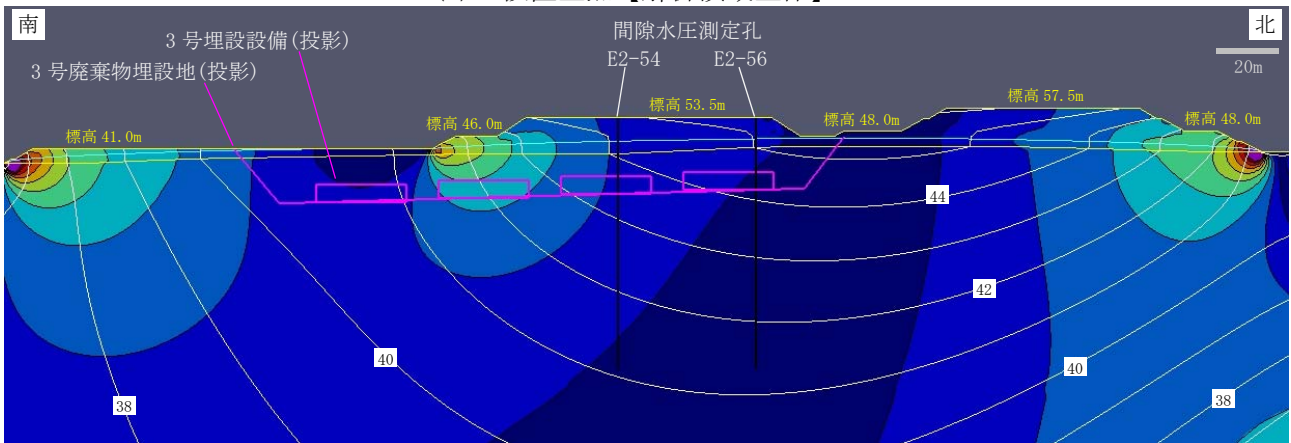 南
北
3 号埋設設備(投影)
間隙水圧測定孔
3 号廃棄物埋設地(投影)
E2-54
E2-56
20m
標高 57.5m
標高 53.5m
標高 41.0m
標高 46.0m
標高 48.0m
標高 48.0m
44
42
40
40
38
38